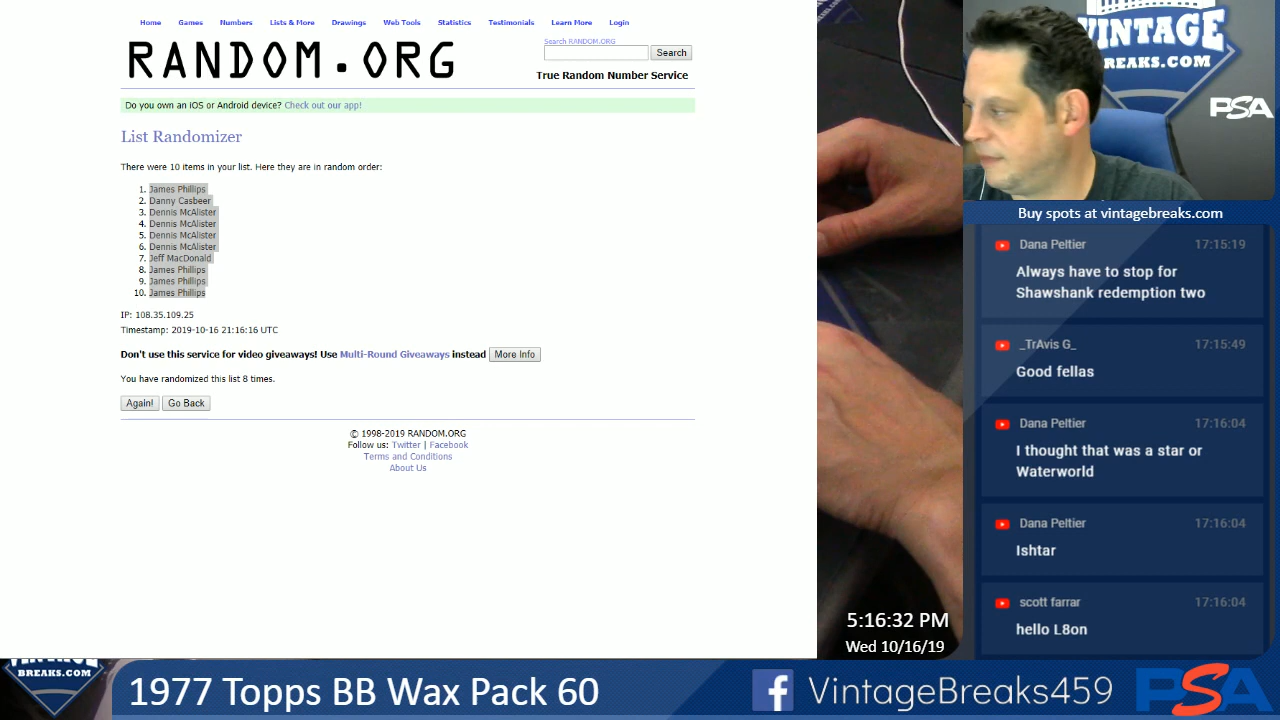 Home Games Numbers Lists & More Drawings Web Tools Statistics Testimonials Learn More Login
RANDOM.ORG
Search RANDOM.ORG
Search
True Random Number Service
Do you own an iOS or Android device? Check out our app!
List Randomizer
There were 10 items in your list. Here they are in random order:
1. James Phillips
2. Danny Casbeer
3. Dennis McAlister
4. Dennis McAlister
5. Dennis McAlister
6. Dennis McAlister
7. Jeff MacDonald
8. James Phillips
9. James Phillips
10. James Phillips
IP: 108.35.109.25
Timestamp: 2019-10-16 21:16:16 UTC
Don't use this service for video giveaways! Use Multi-Round Giveaways instead More Info
You have randomized this list 8 times.
Again! Go Back
© 1998-2019 RANDOM.ORG
Follow us: Twitter | Facebook
Terms and Conditions
About Us
VINTAGE
BREAKS.COM
PSA
Buy spots at vintagebreaks.com
Dana Peltier 17:15:19
Always have to stop for
Shawshank redemption two
_TrAvis G_ 17:15:49
Good fellas
Dana Peltier 17:16:04
I thought that was a star or
Waterworld
Dana Peltier 17:16:04
Ishtar
scott farrar 17:16:04
hello L8on
5:16:32 PM
Wed 10/16/19
VINTAGE
BREAKS.COM
1977 Topps BB Wax Pack 60
f VintageBreaks459
PSA